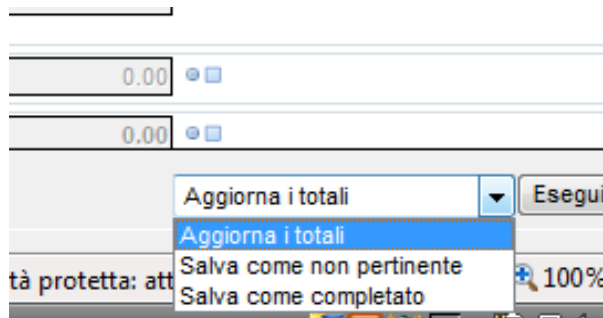 0.00
0.00
Aggiorna i totali Esegui
Aggiorna i totali
Salva come non pertinente
Salva come completato
tà protetta: att 100%